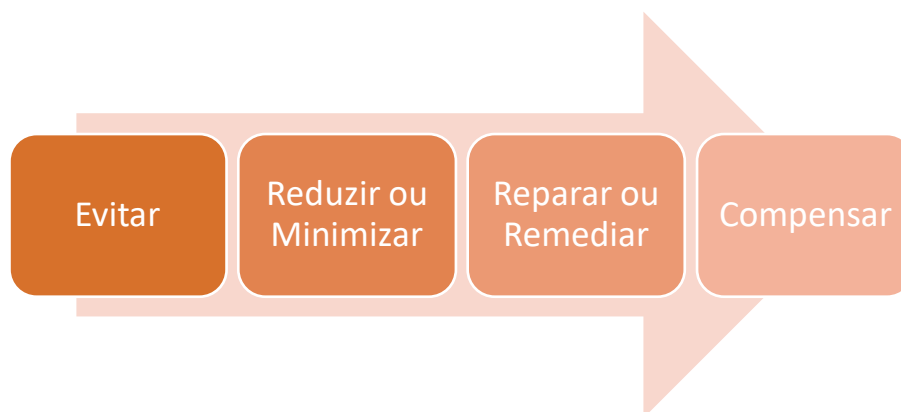 Evitar
Reduzir ou
Minimizar
Reparar ou
Remediar
Compensar